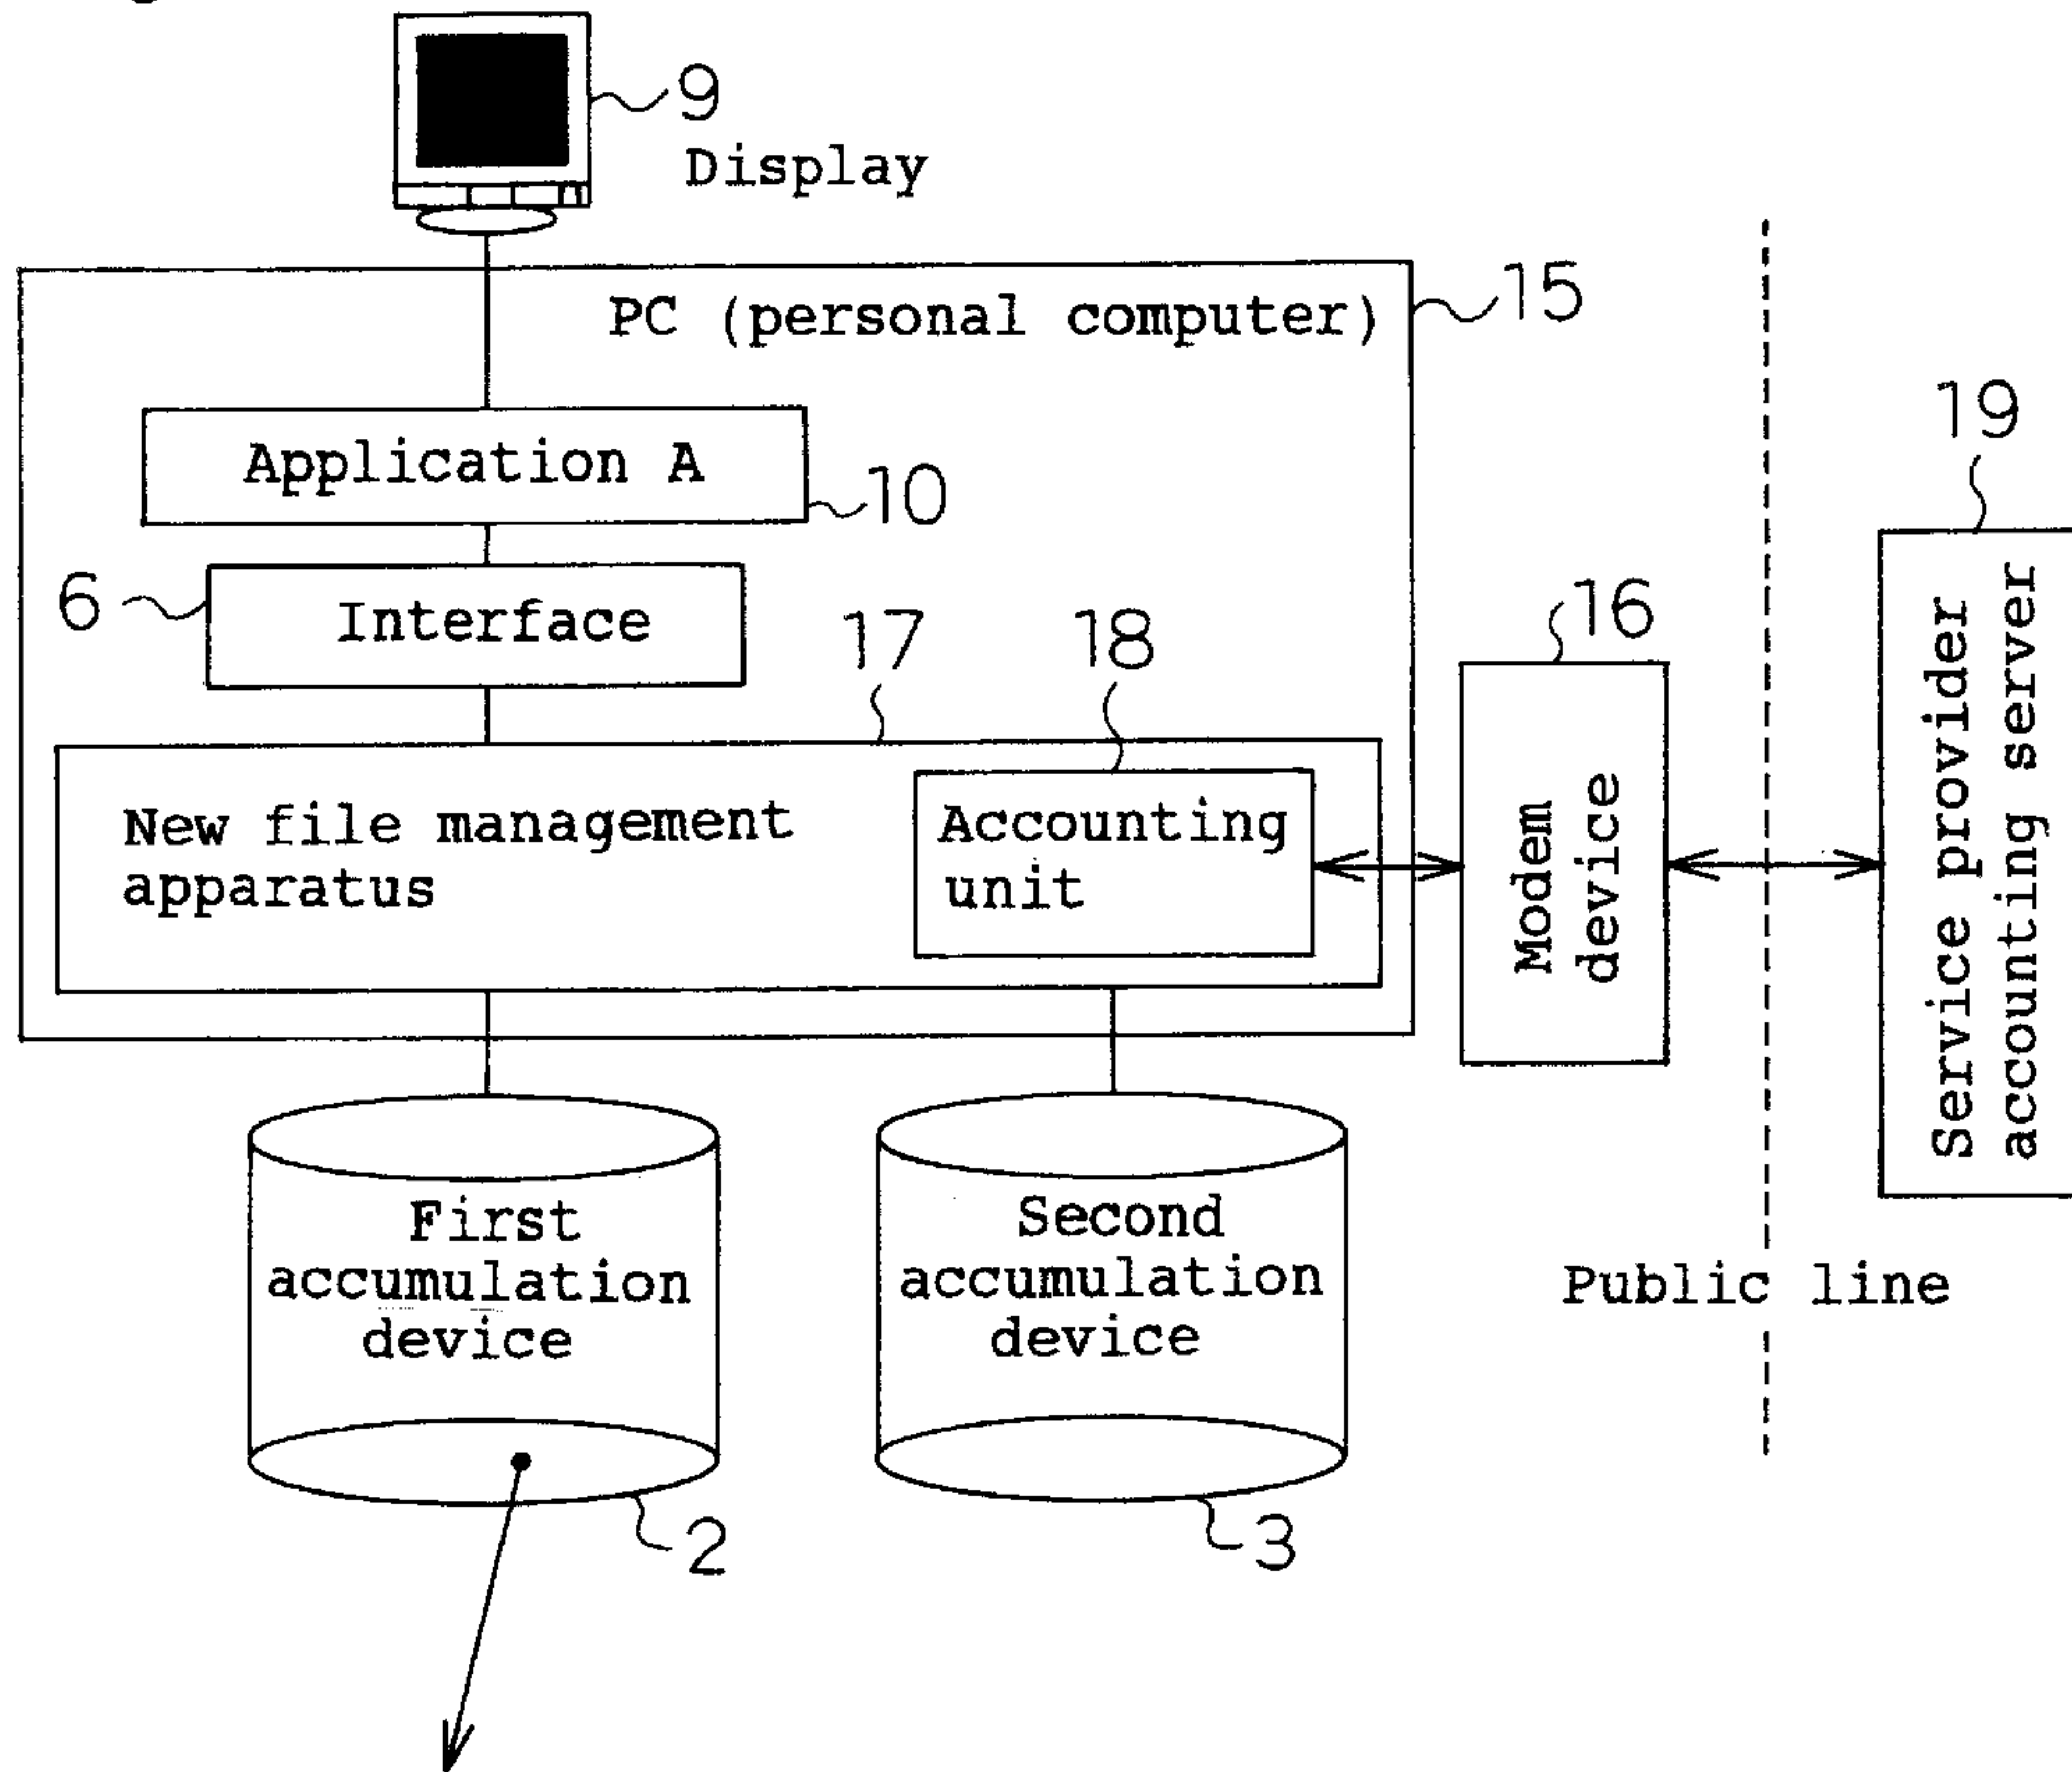 9
Display
PC (personal computer)
15
Application A
10
6
Interface
17
18
New file management
apparatus
Accounting
unit
16
Modem
device
19
Service provider
accounting server
First
accumulation
device
2
Second
accumulation
device
3
Public line